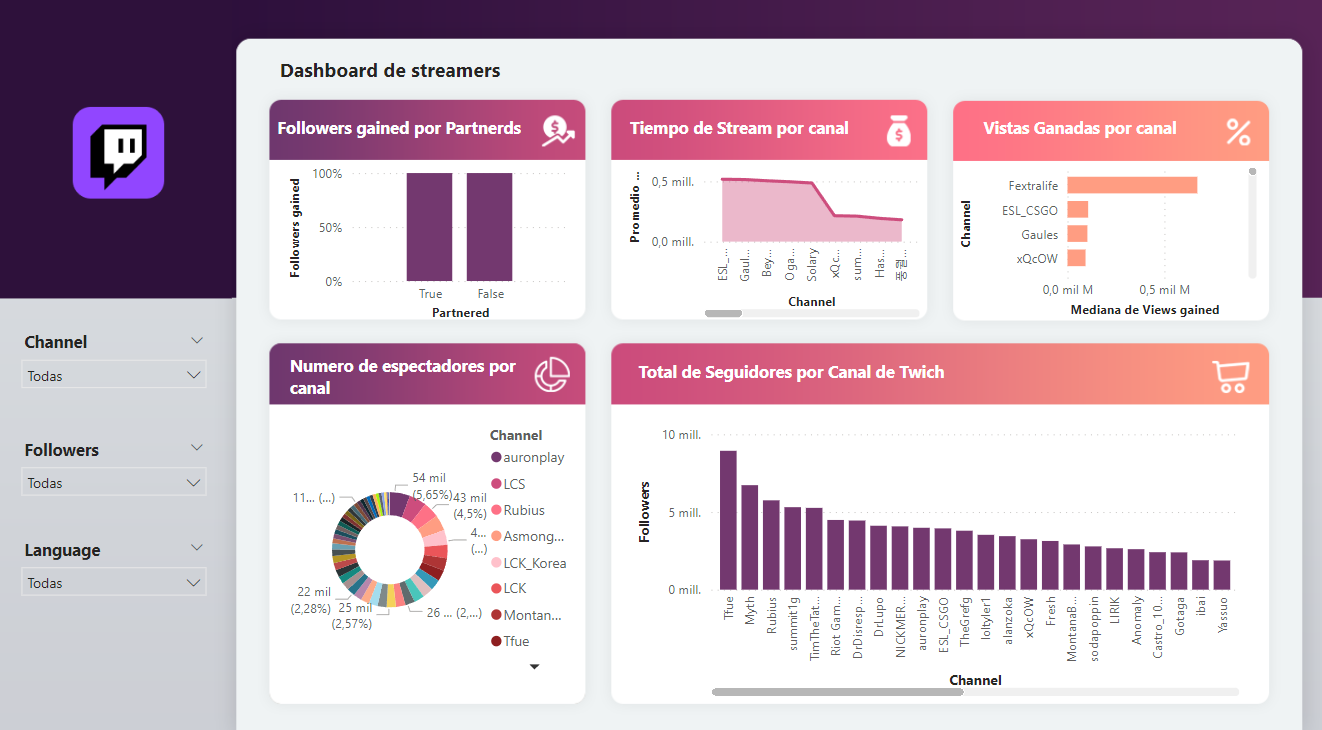 Dashboard de streamers
Followers gained por Partnerds
Followers gained
100%
50%
0%
True
False
Partnered
Tiempo de Stream por canal
Promedio ...
0,5 mill.
0,0 mill.
ESL_...
Gaul...
Bey...
Oga...
Solary
xQc...
sum...
Has...
풍월...
Channel
Vistas Ganadas por canal
Channel
Fextralife
ESL_CSGO
Gaules
xQcOW
0,0 mil M
0,5 mil M
Mediana de Views gained
Channel
Todas
Followers
Todas
Language
Todas
Numero de espectadores por
canal
54 mil
(5,65%)
43 mil
(4,5%)
4...
(...)
26 ... (2,...)
25 mil
(2,57%)
22 mil
(2,28%)
11... (...)
Channel
auronplay
LCS
Rubius
Asmong...
LCK_Korea
LCK
Montan...
Tfue
Total de Seguidores por Canal de Twich
Followers
10 mill.
5 mill.
0 mill.
Tfue
Myth
Rubius
summit1g
TimTheTat...
Riot Gam...
DrDisresp...
DrLupo
NICKMER...
auronplay
ESL_CSGO
TheGrefg
loltyler1
alanzoka
xQcOW
Fresh
MontanaB...
sodapoppin
LIRIK
Anomaly
Castro_10...
Gotaga
ibai
Yassuo
Channel